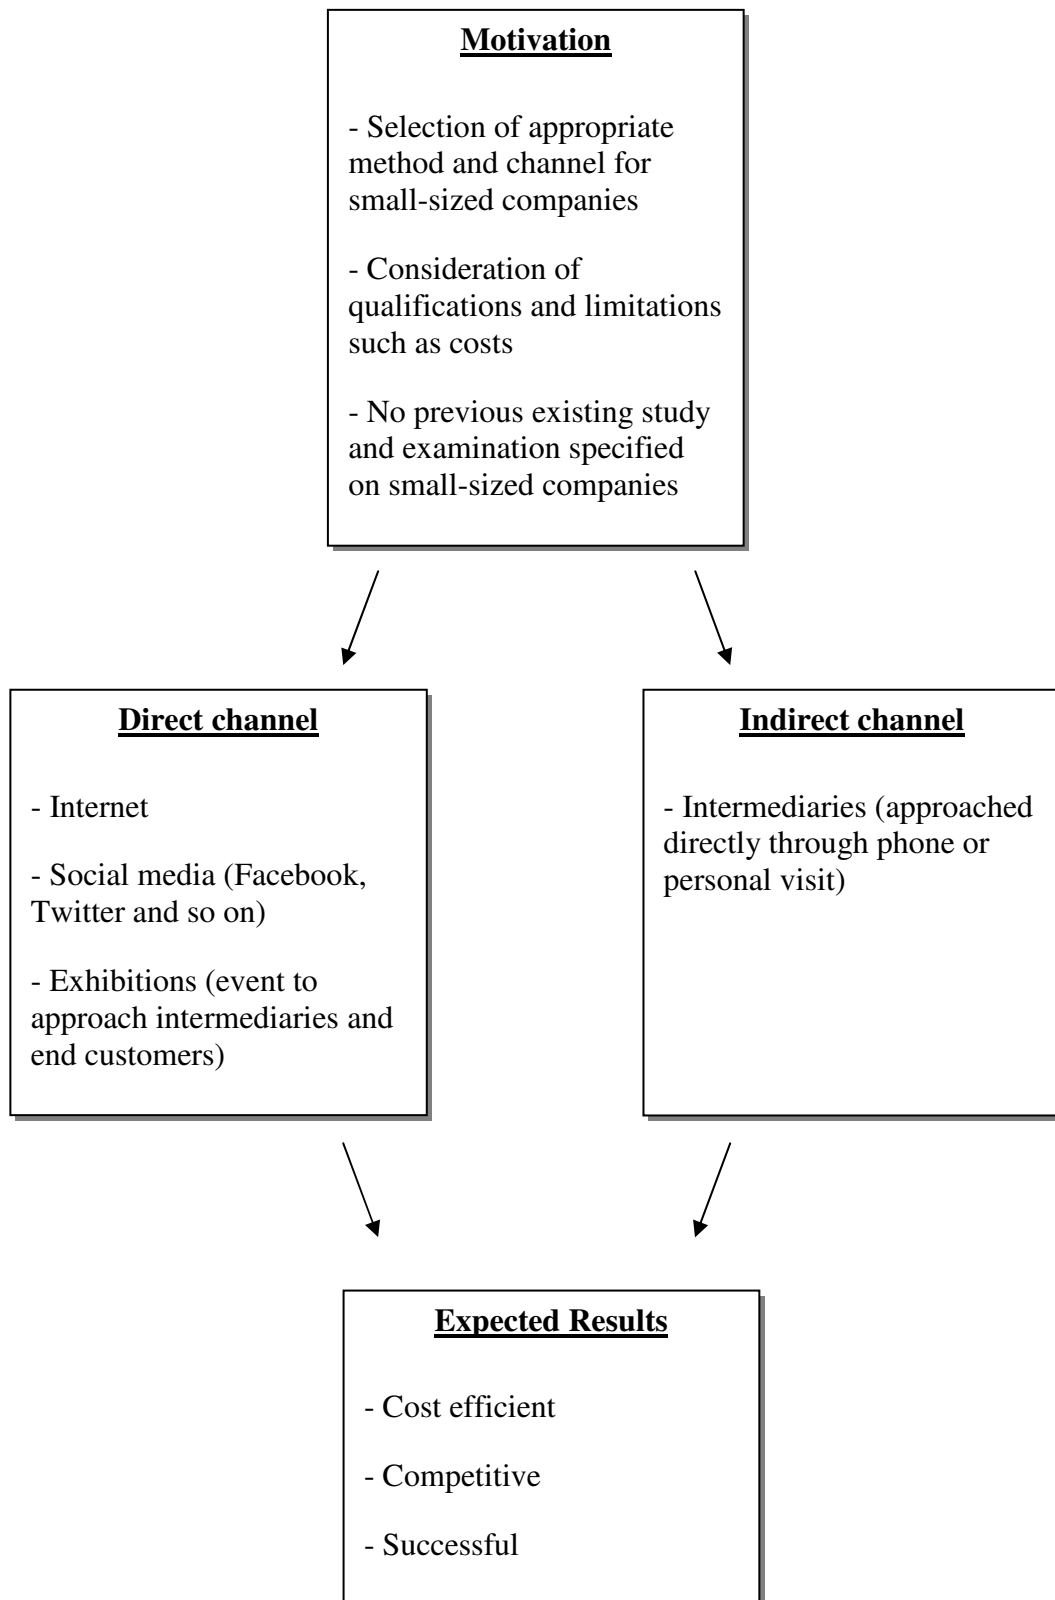 Motivation
- Selection of appropriate
method and channel for
small-sized companies
- Consideration of
qualifications and limitations
such as costs
- No previous existing study
and examination specified
on small-sized companies
Direct channel
- Internet
- Social media (Facebook,
Twitter and so on)
- Exhibitions (event to
approach intermediaries and
end customers)
Indirect channel
- Intermediaries (approached
directly through phone or
personal visit)
Expected Results
- Cost efficient
- Competitive
- Successful